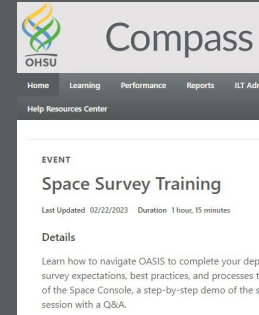 OHSU
Compass
Home Learning Performance Reports ILT
Help Resources Center
EVENT
Space Survey Training
Last Updated 02/22/2023 Duration 1 hour, 15 minutes
Details
Learn how to navigate OASIS to complete your
survey expectations, best practices, and processes
of the Space Console, a step-by-step demo of the
session with a Q&A.